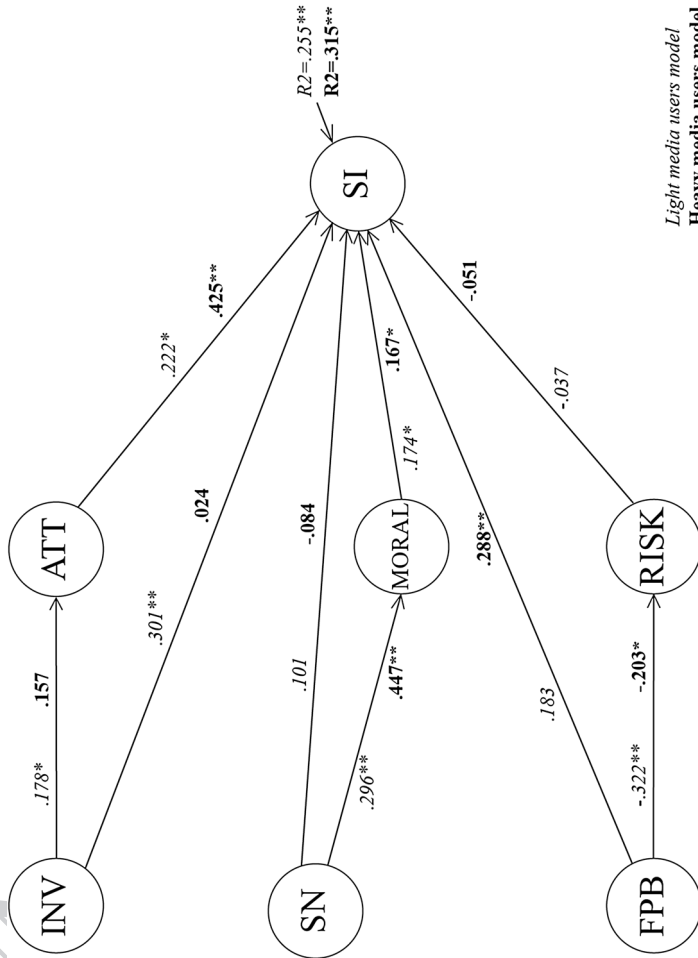 R2=.255**
R2=.315**
SI
.222*
.425**
ATT
.301**
.024
.178*
.157
INV
.101
-.084
.174*
.167*
MORAL
.296**
.447**
SN
.183
.288**
-.037
-.051
RISK
-.322**
-.203*
FPB
Light media users model
Heavy media users model